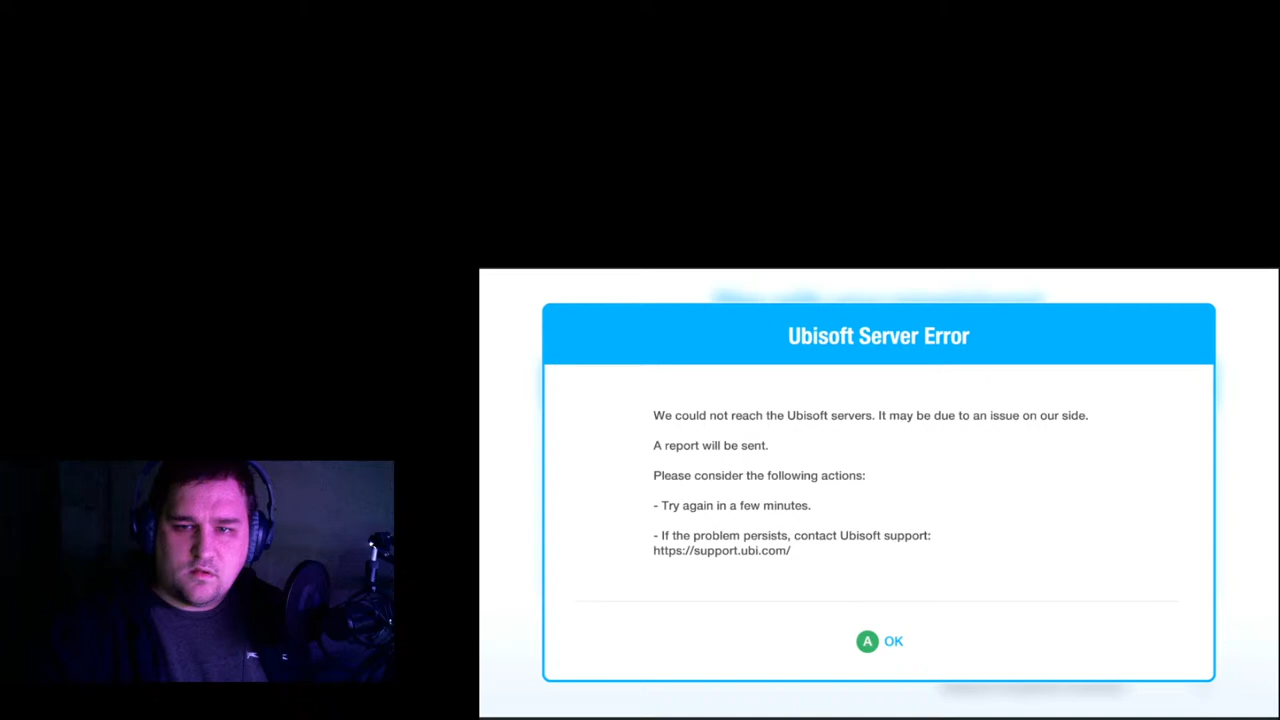 Ubisoft Server Error
We could not reach the Ubisoft servers. It may be due to an issue on our side.
A report will be sent.
Please consider the following actions:
- Try again in a few minutes.
- If the problem persists, contact Ubisoft support:
https://support.ubi.com/
A OK